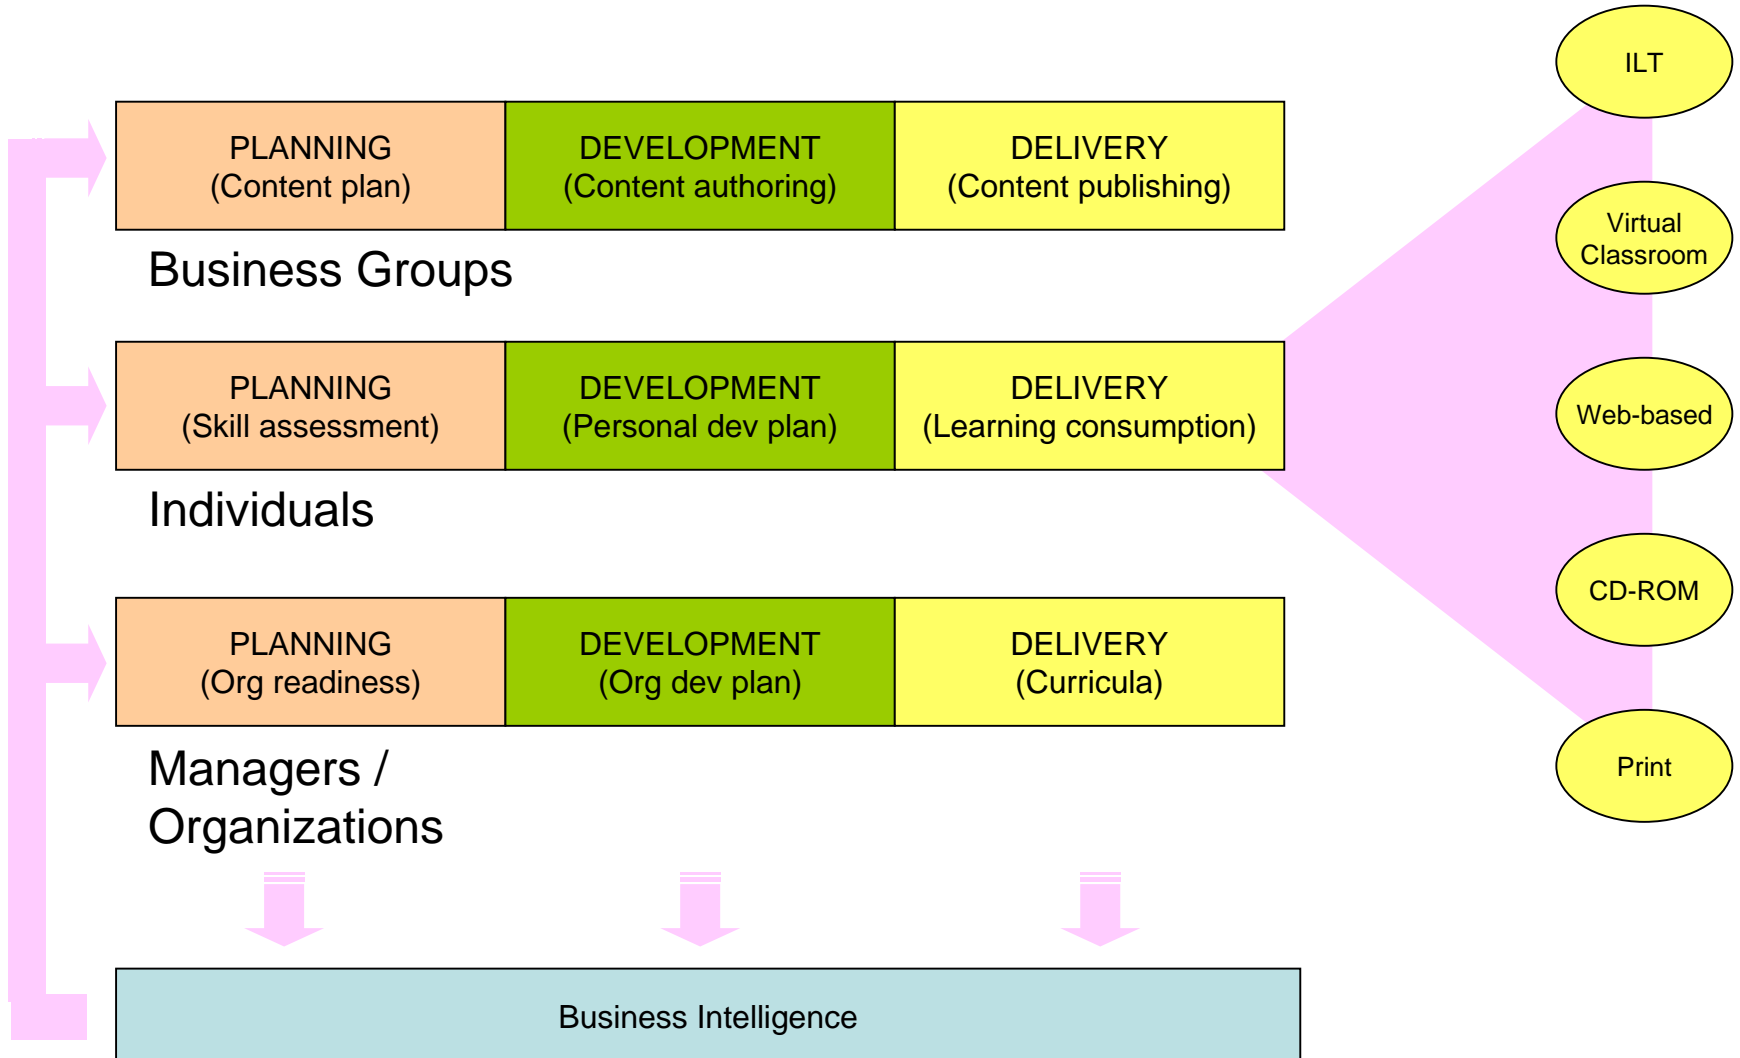 PLANNING
(Content plan)
DEVELOPMENT
(Content authoring)
DELIVERY
(Content publishing)
Business Groups
PLANNING
(Skill assessment)
DEVELOPMENT
(Personal dev plan)
DELIVERY
(Learning consumption)
Individuals
PLANNING
(Org readiness)
DEVELOPMENT
(Org dev plan)
DELIVERY
(Curricula)
Managers /
Organizations
Business Intelligence
ILT
Virtual
Classroom
Web-based
CD-ROM
Print